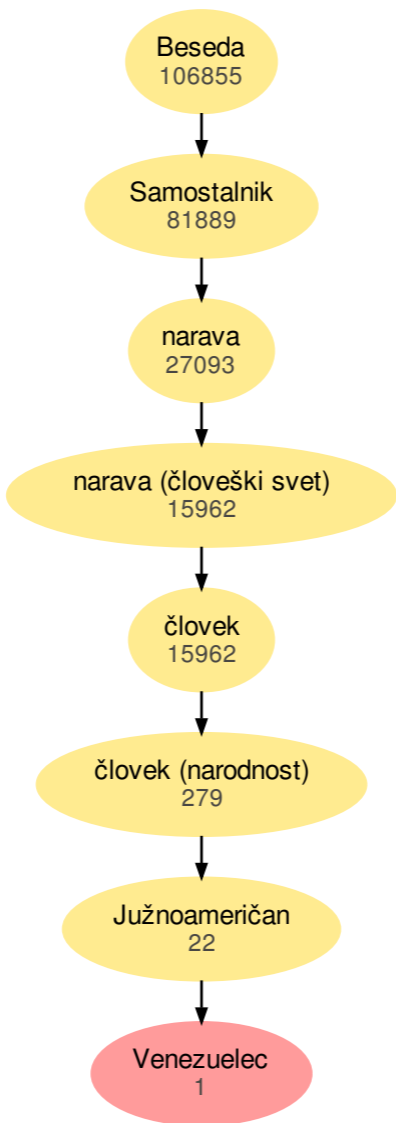 Beseda
106855
Samostalnik
81889
narava
27093
narava (človeški svet)
15962
človek
15962
človek (narodnost)
279
Južnoameričan
22
Venezuelec
1